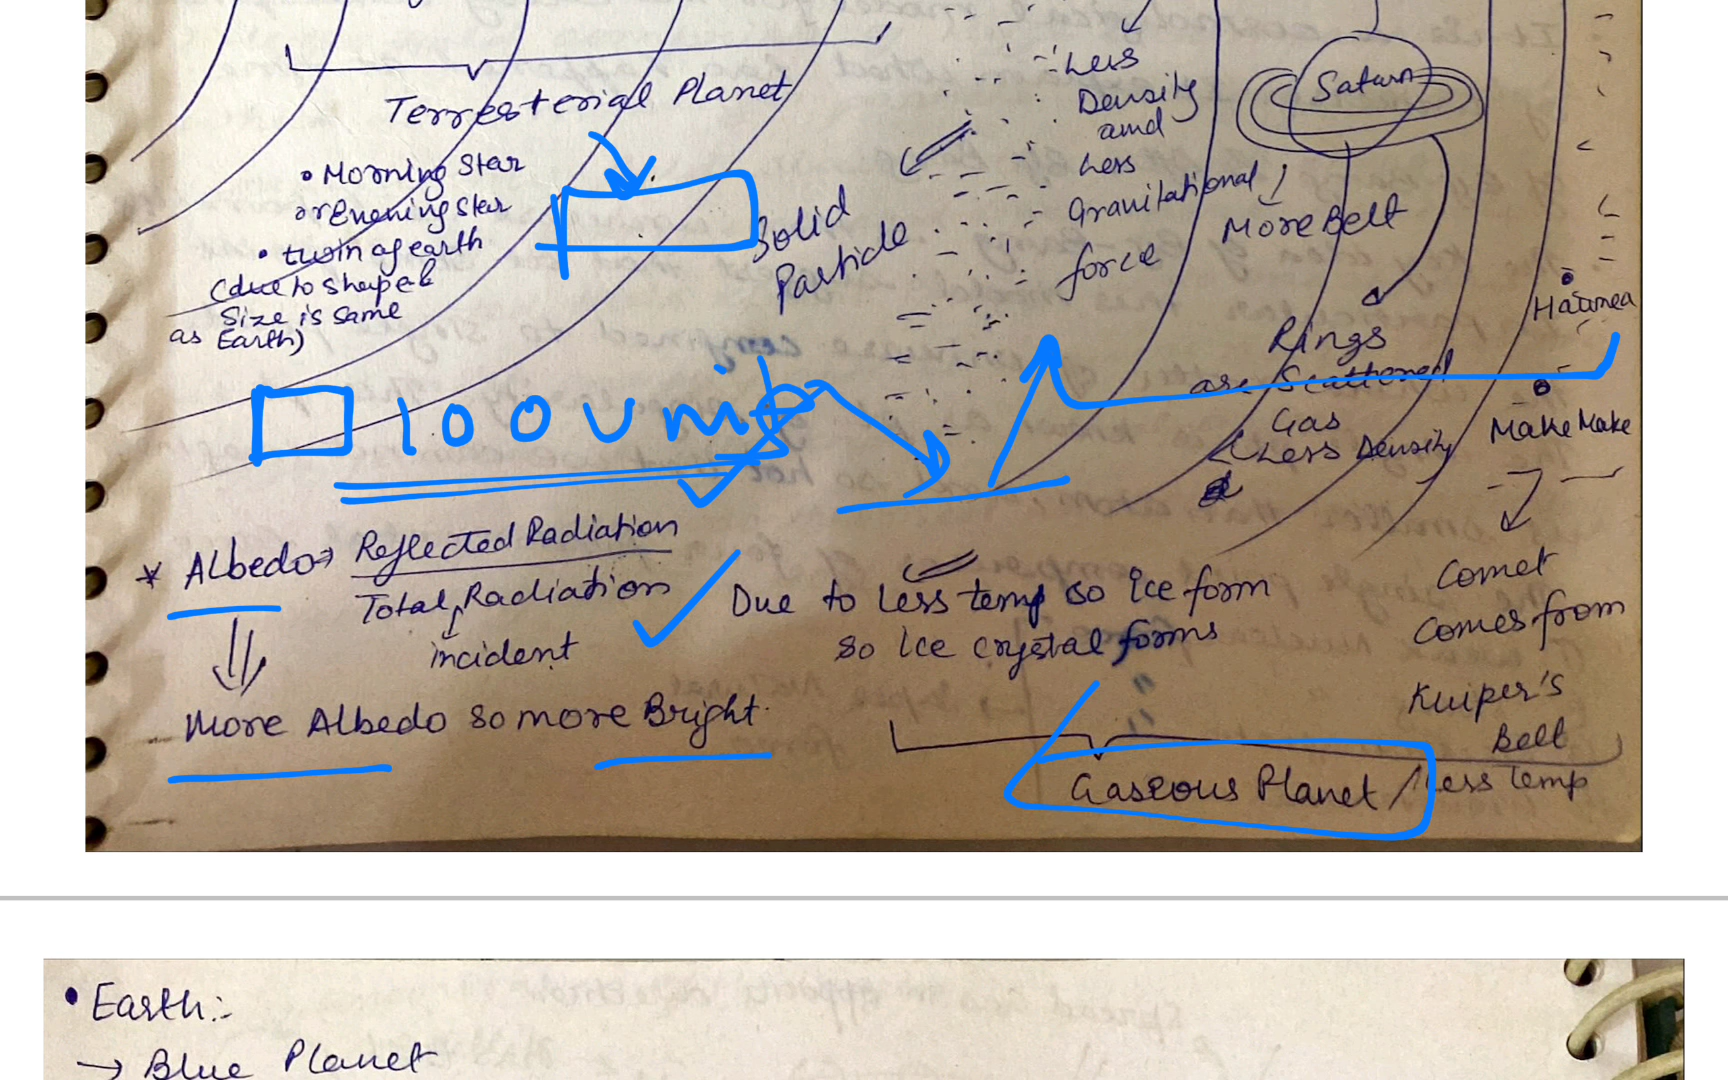 Terresterial Planet
• Morning Star
or Evening Star
• twin of earth
(due to shape &
Size is same
as Earth)
Solid
Particle
Less
Density
and
Less
Gravitational
force
Saturn
More Belt
Rings
are Scattered
Gas
& Less Density
Haumea
MakeMake
Comet
Comes from
Kuiper's
Belt
100 Unit
* Albedo → Reflected Radiation
Total Radiation
incident
More Albedo so more Bright.
Due to Less temp so ice form
so ice crystal forms
Gaseous Planet / Less Temp
• Earth:-
→ Blue Planet